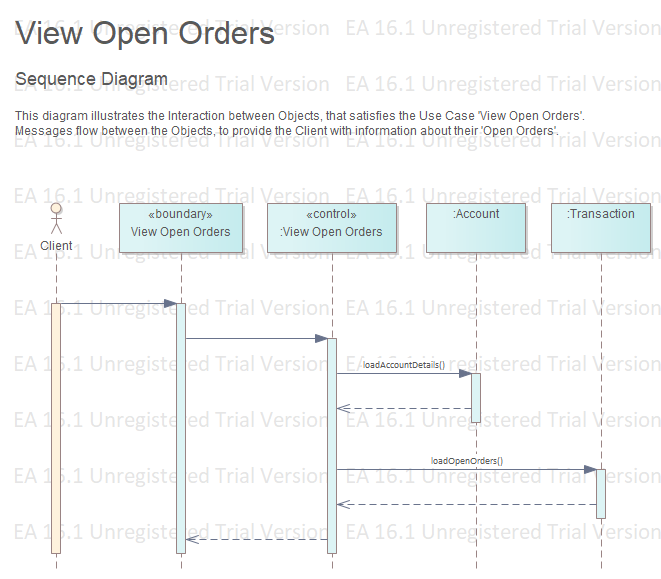 View Open Orders
Sequence Diagram
This diagram illustrates the Interaction between Objects, that satisfies the Use Case 'View Open Orders'.
Messages flow between the Objects, to provide the Client with information about their 'Open Orders'.
EA 16.1 Unregistered Trial Version EA 16.1 Unregistered Trial Version
EA 16.1 Unregistered Trial Version EA 16.1 Unregistered Trial Version
EA 16.1 Unregistered Trial Version EA 16.1 Unregistered Trial Version
EA 16.1 Unregistered Trial Version EA 16.1 Unregistered Trial Version
EA 16.1 Unregistered Trial Version EA 16.1 Unregistered Trial Version
EA 16.1 Unregistered Trial Version EA 16.1 Unregistered Trial Version
EA 16.1 Unregistered Trial Version EA 16.1 Unregistered Trial Version
EA 16.1 Unregistered Trial Version EA 16.1 Unregistered Trial Version
EA 16.1 Unregistered Trial Version EA 16.1 Unregistered Trial Version
EA 16.1 Unregistered Trial Version EA 16.1 Unregistered Trial Version
Client
«boundary»
View Open Orders
«control»
:View Open Orders
:Account
:Transaction
loadAccountDetails()
loadOpenOrders()